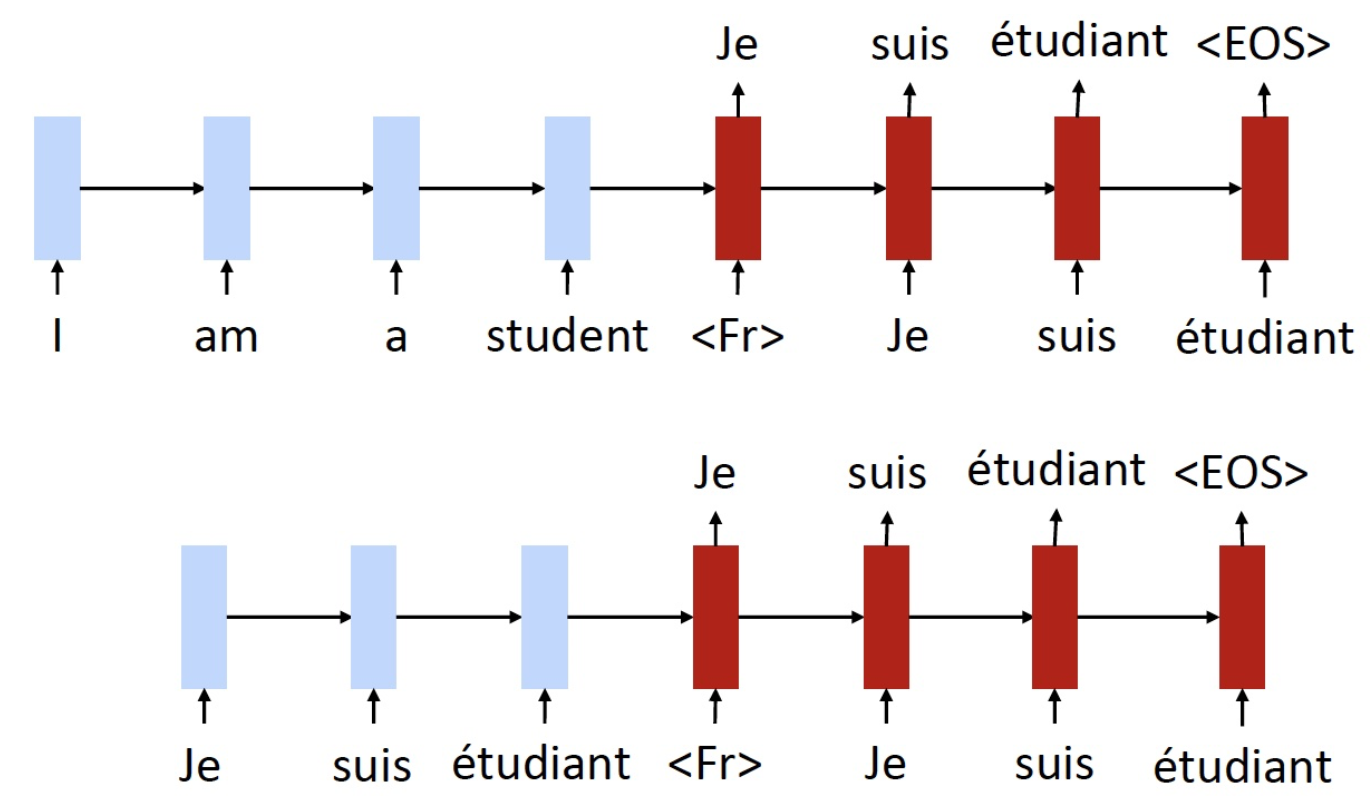 Je suis étudiant <EOS>
I am a student <Fr> Je suis étudiant
Je suis étudiant <EOS>
Je suis étudiant <Fr> Je suis étudiant